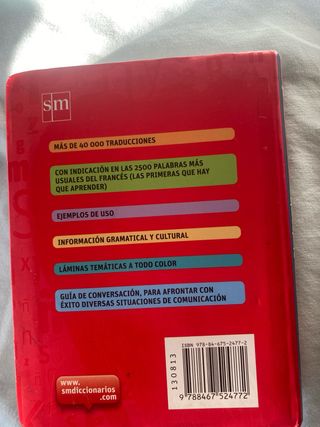 sm
MÁS DE 40 000 TRADUCCIONES
CON INDICACIÓN EN LAS 2500 PALABRAS MÁS
USUALES DEL FRANCÉS (LAS PRIMERAS QUE HAY
QUE APRENDER)
EJEMPLOS DE USO
INFORMACIÓN GRAMATICAL Y CULTURAL
LÁMINAS TEMÁTICAS A TODO COLOR
GUÍA DE CONVERSACIÓN, PARA AFRONTAR CON
ÉXITO DIVERSAS SITUACIONES DE COMUNICACIÓN
ISBN 978-84-675-2477-2
130813
9 788467 524772
www.
smdiccionarios
.com